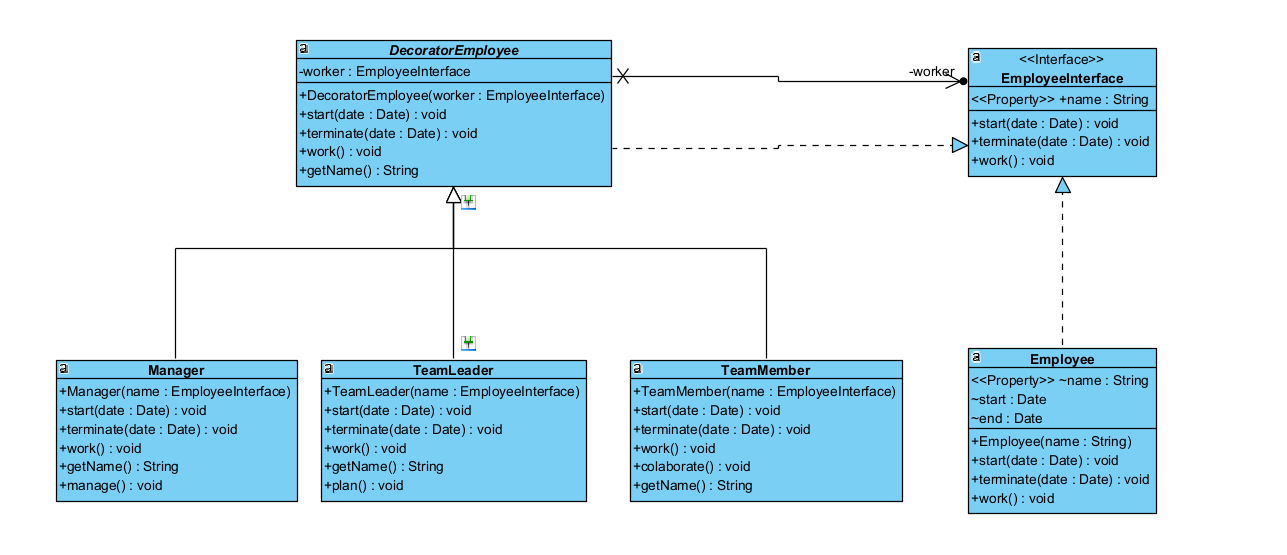 a
DecoratorEmployee
-worker : EmployeeInterface
+DecoratorEmployee(worker : EmployeeInterface)
+start(date : Date) : void
+terminate(date : Date) : void
+work() : void
+getName() : String
-worker
a
<<Interface>>
EmployeeInterface
<<Property>> +name : String
+start(date : Date) : void
+terminate(date : Date) : void
+work() : void
a
Manager
+Manager(name : EmployeeInterface)
+start(date : Date) : void
+terminate(date : Date) : void
+work() : void
+getName() : String
+manage() : void
a
TeamLeader
+TeamLeader(name : EmployeeInterface)
+start(date : Date) : void
+terminate(date : Date) : void
+work() : void
+getName() : String
+plan() : void
a
TeamMember
+TeamMember(name : EmployeeInterface)
+start(date : Date) : void
+terminate(date : Date) : void
+work() : void
+colaborate() : void
+getName() : String
a
Employee
<<Property>> ~name : String
~start : Date
~end : Date
+Employee(name : String)
+start(date : Date) : void
+terminate(date : Date) : void
+work() : void